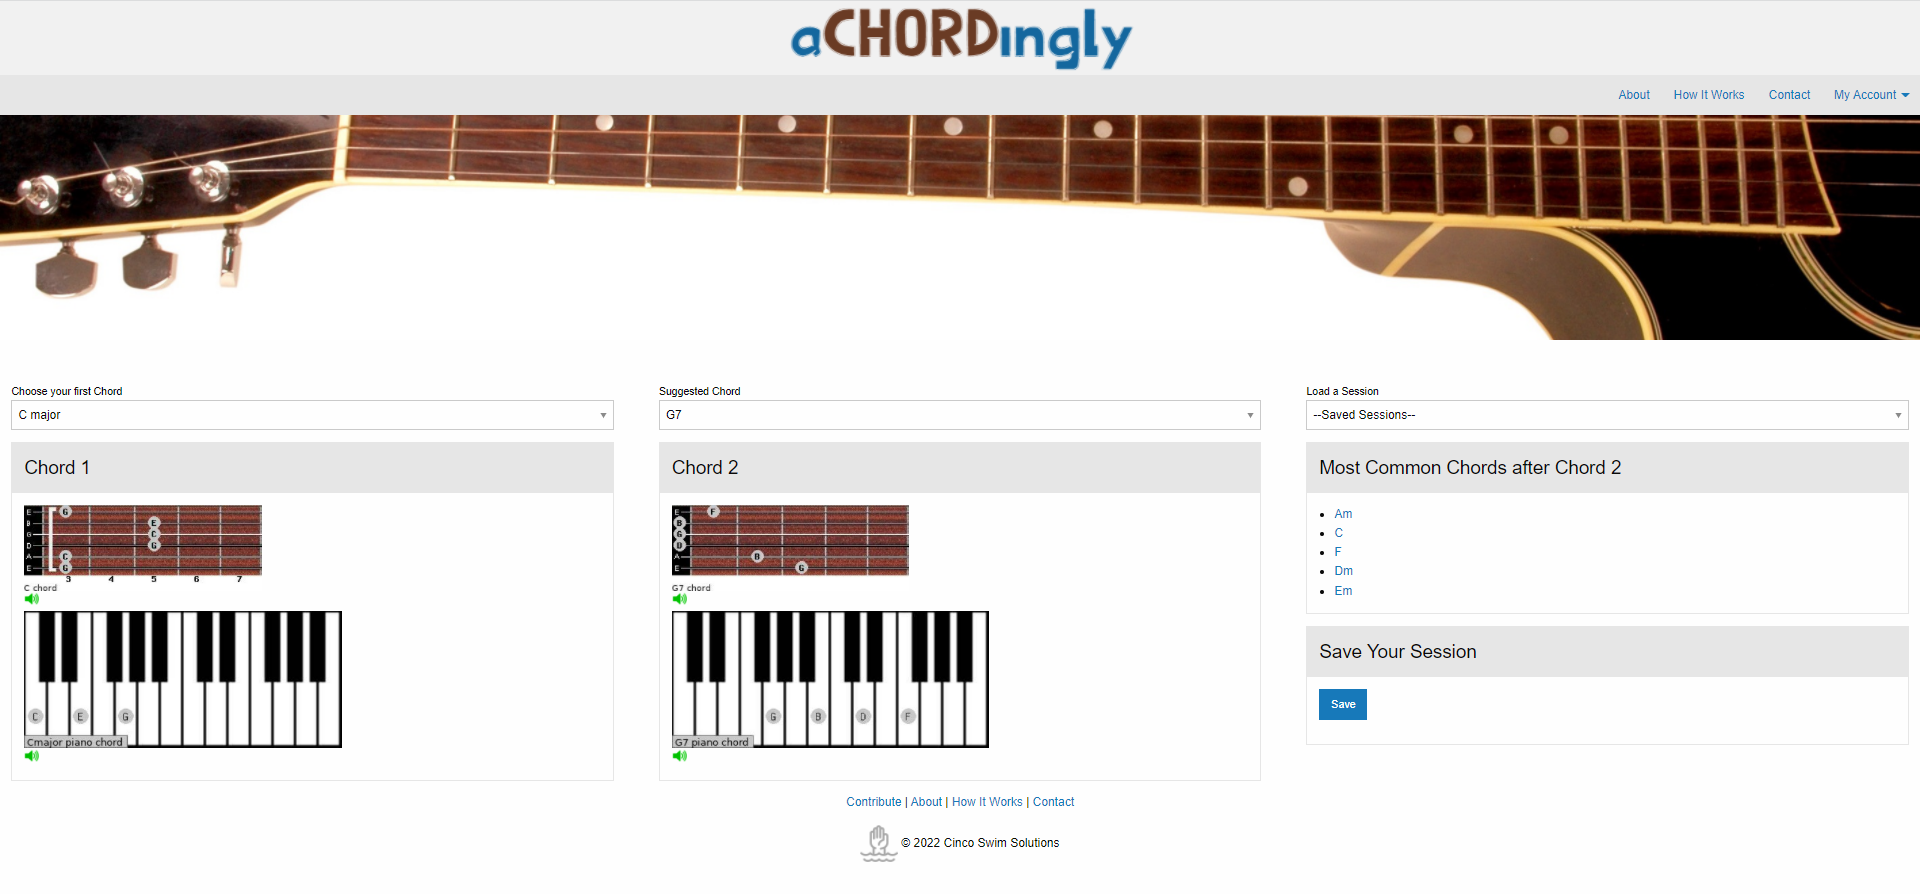 aCHORDingly
About How It Works Contact My Account
Choose your first Chord
C major
Chord 1
E G
B E
G C
D G
A C
E G
3 4 5 6 7
C chord
C E G
Cmajor piano chord
Suggested Chord
G7
Chord 2
E F
B
G
D
A B
E G
G7 chord
G B D F
G7 piano chord
Load a Session
--Saved Sessions--
Most Common Chords after Chord 2
Am
C
F
Dm
Em
Save Your Session
Save
Contribute | About | How It Works | Contact
© 2022 Cinco Swim Solutions